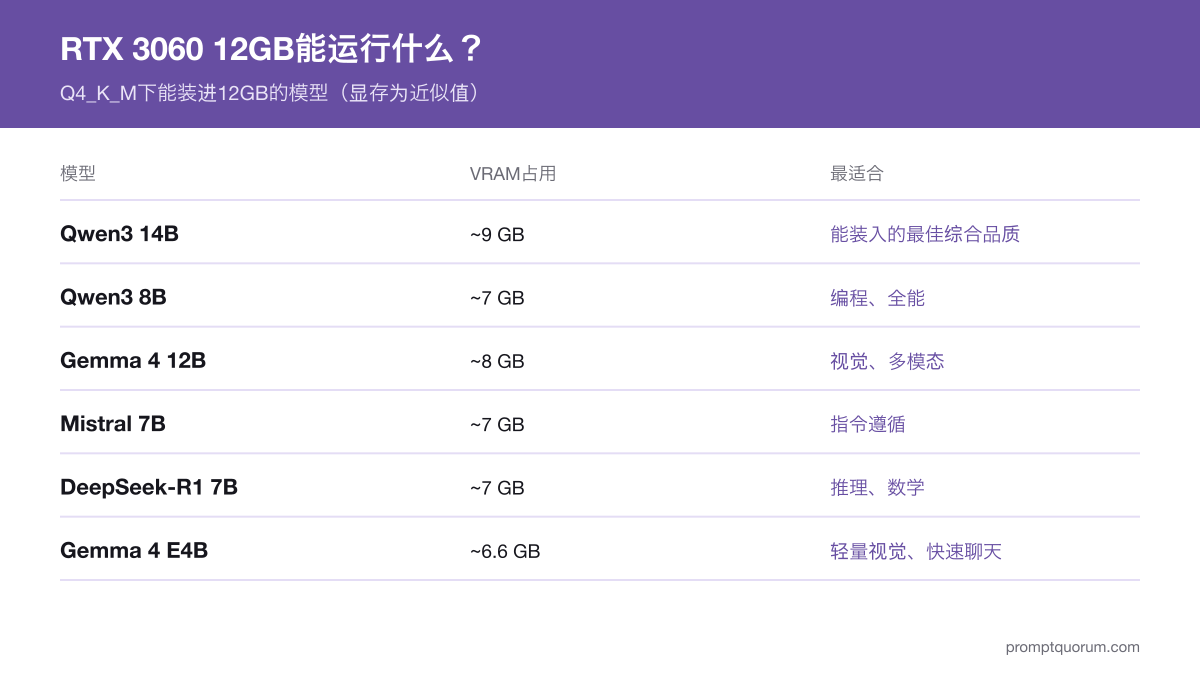 RTX 3060 12GB能运行什么？
Q4_K_M下能装进12GB的模型（显存为近似值）
模型 VRAM占用 最适合
Qwen3 14B ~9 GB 能装入的最佳综合品质
Qwen3 8B ~7 GB 编程、全能
Gemma 4 12B ~8 GB 视觉、多模态
Mistral 7B ~7 GB 指令遵循
DeepSeek-R1 7B ~7 GB 推理、数学
Gemma 4 E4B ~6.6 GB 轻量视觉、快速聊天
promptquorum.com